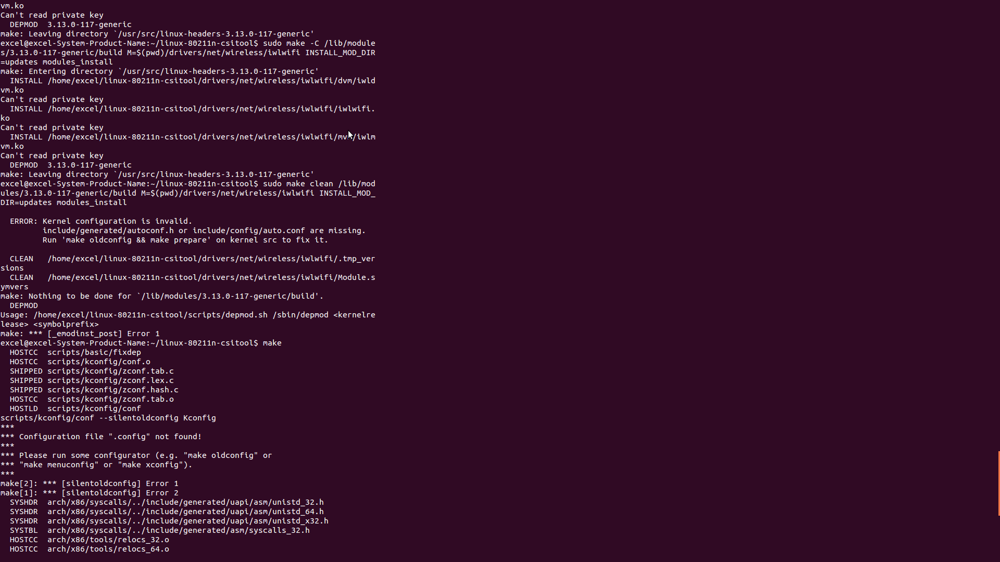 vm.ko
Can't read private key
  DEPMOD  3.13.0-117-generic
make: Leaving directory `/usr/src/linux-headers-3.13.0-117-generic'
excel@excel-System-Product-Name:~/linux-80211n-csitool$ sudo make -C /lib/module
s/3.13.0-117-generic/build M=$(pwd)/drivers/net/wireless/iwlwifi INSTALL_MOD_DIR
=updates modules_install
make: Entering directory `/usr/src/linux-headers-3.13.0-117-generic'
  INSTALL /home/excel/linux-80211n-csitool/drivers/net/wireless/iwlwifi/dvm/iwld
vm.ko
Can't read private key
  INSTALL /home/excel/linux-80211n-csitool/drivers/net/wireless/iwlwifi/iwlwifi.
ko
Can't read private key
  INSTALL /home/excel/linux-80211n-csitool/drivers/net/wireless/iwlwifi/mvm/iwlm
vm.ko
Can't read private key
  DEPMOD  3.13.0-117-generic
make: Leaving directory `/usr/src/linux-headers-3.13.0-117-generic'
excel@excel-System-Product-Name:~/linux-80211n-csitool$ sudo make clean /lib/mod
ules/3.13.0-117-generic/build M=$(pwd)/drivers/net/wireless/iwlwifi INSTALL_MOD_
DIR=updates modules_install

  ERROR: Kernel configuration is invalid.
         include/generated/autoconf.h or include/config/auto.conf are missing.
         Run 'make oldconfig && make prepare' on kernel src to fix it.

  CLEAN   /home/excel/linux-80211n-csitool/drivers/net/wireless/iwlwifi/.tmp_ver
sions
  CLEAN   /home/excel/linux-80211n-csitool/drivers/net/wireless/iwlwifi/Module.s
ymvers
make: Nothing to be done for `/lib/modules/3.13.0-117-generic/build'.
  DEPMOD
Usage: /home/excel/linux-80211n-csitool/scripts/depmod.sh /sbin/depmod <kernelre
lease> <symbolprefix>
make: *** [_emodinst_post] Error 1
excel@excel-System-Product-Name:~/linux-80211n-csitool$ make
  HOSTCC  scripts/basic/fixdep
  HOSTCC  scripts/kconfig/conf.o
  SHIPPED scripts/kconfig/zconf.tab.c
  SHIPPED scripts/kconfig/zconf.lex.c
  SHIPPED scripts/kconfig/zconf.hash.c
  HOSTCC  scripts/kconfig/zconf.tab.o
  HOSTLD  scripts/kconfig/conf
scripts/kconfig/conf --silentoldconfig Kconfig
***
*** Configuration file ".config" not found!
***
*** Please run some configurator (e.g. "make oldconfig" or
*** "make menuconfig" or "make xconfig").
***
make[2]: *** [silentoldconfig] Error 1
make[1]: *** [silentoldconfig] Error 2
  SYSHDR  arch/x86/syscalls/../include/generated/uapi/asm/unistd_32.h
  SYSHDR  arch/x86/syscalls/../include/generated/uapi/asm/unistd_64.h
  SYSHDR  arch/x86/syscalls/../include/generated/uapi/asm/unistd_x32.h
  SYSTBL  arch/x86/syscalls/../include/generated/asm/syscalls_32.h
  HOSTCC  arch/x86/tools/relocs_32.o
  HOSTCC  arch/x86/tools/relocs_64.o